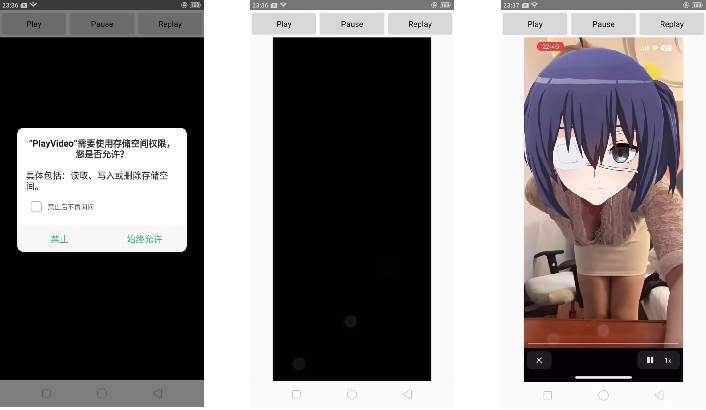 23:36
Play Pause Replay
“PlayVideo”需要使用存储空间权限，
您是否允许？
具体包括：读取、写入或删除存储空
间。
禁止后不再询问
禁止 始终允许
23:36
Play Pause Replay
23:37
Play Pause Replay
22:49
1x